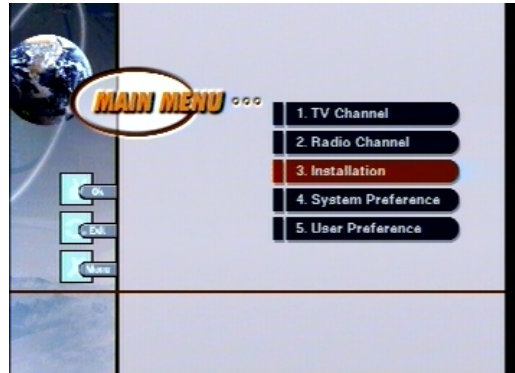 MAIN MENU
1. TV Channel
2. Radio Channel
3. Installation
4. System Preference
5. User Preference
Ok
Exit
Menu